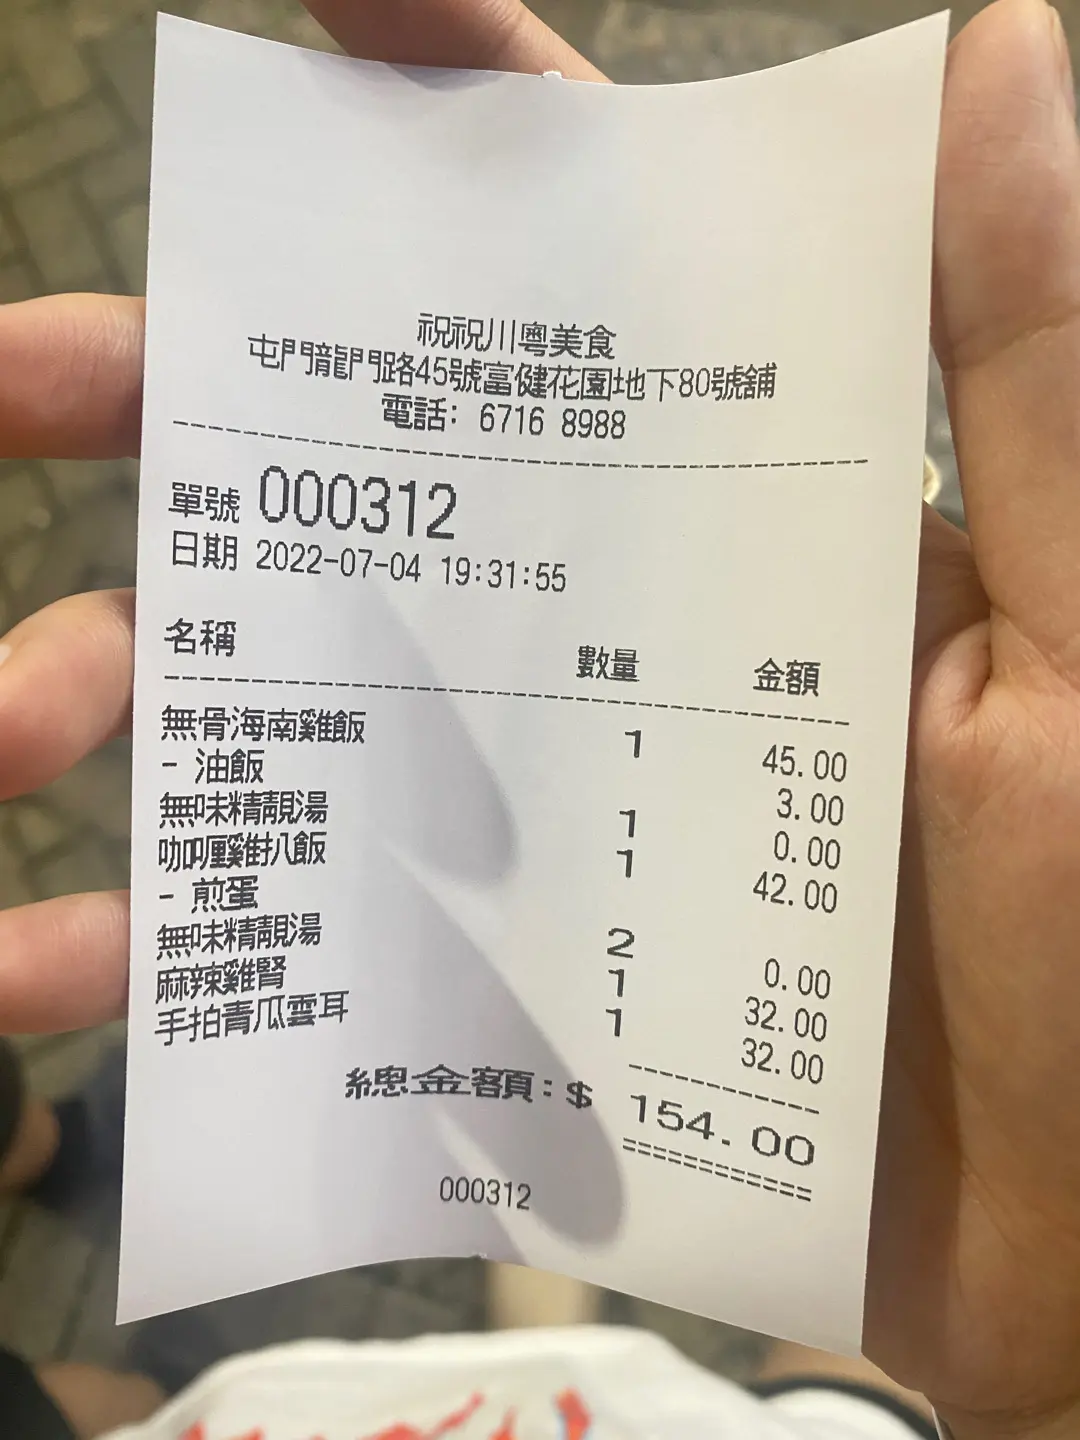 祝祝川粵美食
屯門青龍門路45號富健花園地下80號舖
電話: 6716 8988
單號 000312
日期 2022-07-04 19:31:55
名稱 數量 金額
無骨海南雞飯 1 45.00
- 油飯 3.00
無味精靚湯 1 0.00
咖喱雞扒飯 1 42.00
- 煎蛋
無味精靚湯 2 0.00
麻辣雞腎 1 32.00
手拍青瓜雲耳 1 32.00
總金額:$ 154.00
000312